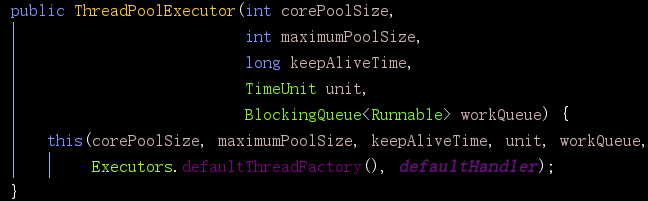 public ThreadPoolExecutor(int corePoolSize,
int maximumPoolSize,
long keepAliveTime,
TimeUnit unit,
BlockingQueue<Runnable> workQueue) {
this(corePoolSize, maximumPoolSize, keepAliveTime, unit, workQueue,
Executors.defaultThreadFactory(), defaultHandler);
}